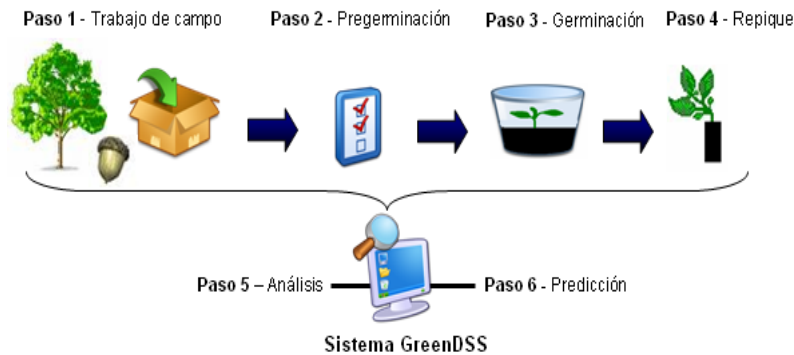 Paso 1 - Trabajo de campo
Paso 2 - Pregerminación
Paso 3 - Germinación
Paso 4 - Repique
Paso 5 – Análisis
Paso 6 - Predicción
Sistema GreenDSS